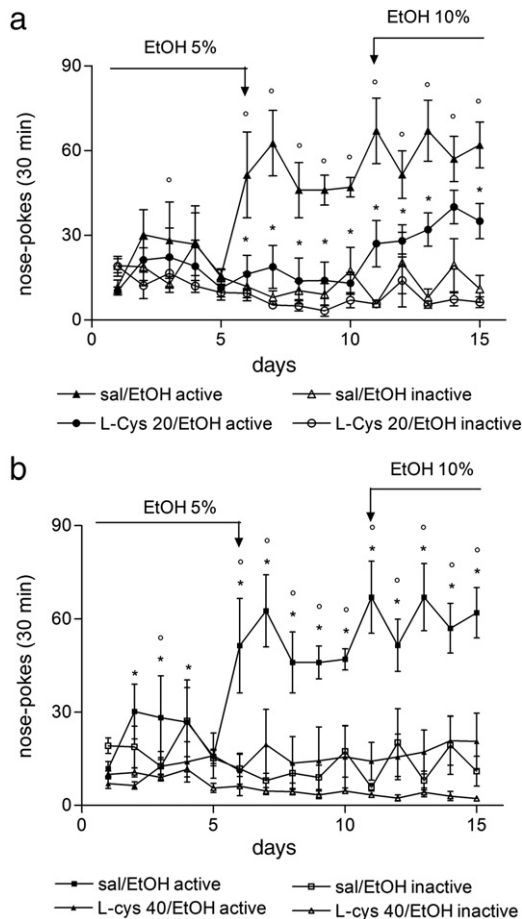 a
EtOH 5%
EtOH 10%
90
60
30
0
nose-pokes (30 min)
0 5 10 15
days
sal/EtOH active
sal/EtOH inactive
L-Cys 20/EtOH active
L-Cys 20/EtOH inactive
b
EtOH 5%
EtOH 10%
90
60
30
0
nose-pokes (30 min)
0 5 10 15
days
sal/EtOH active
sal/EtOH inactive
L-cys 40/EtOH active
L-cys 40/EtOH inactive